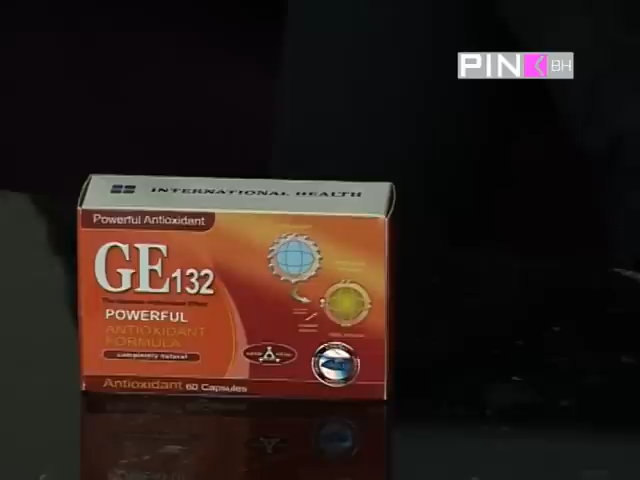 PINK BH
INTERNATIONAL HEALTH
Powerful Antioxidant
GE132
POWERFUL
ANTIOXIDANT
FORMULA
completely natural
Antioxidant 60 Capsules